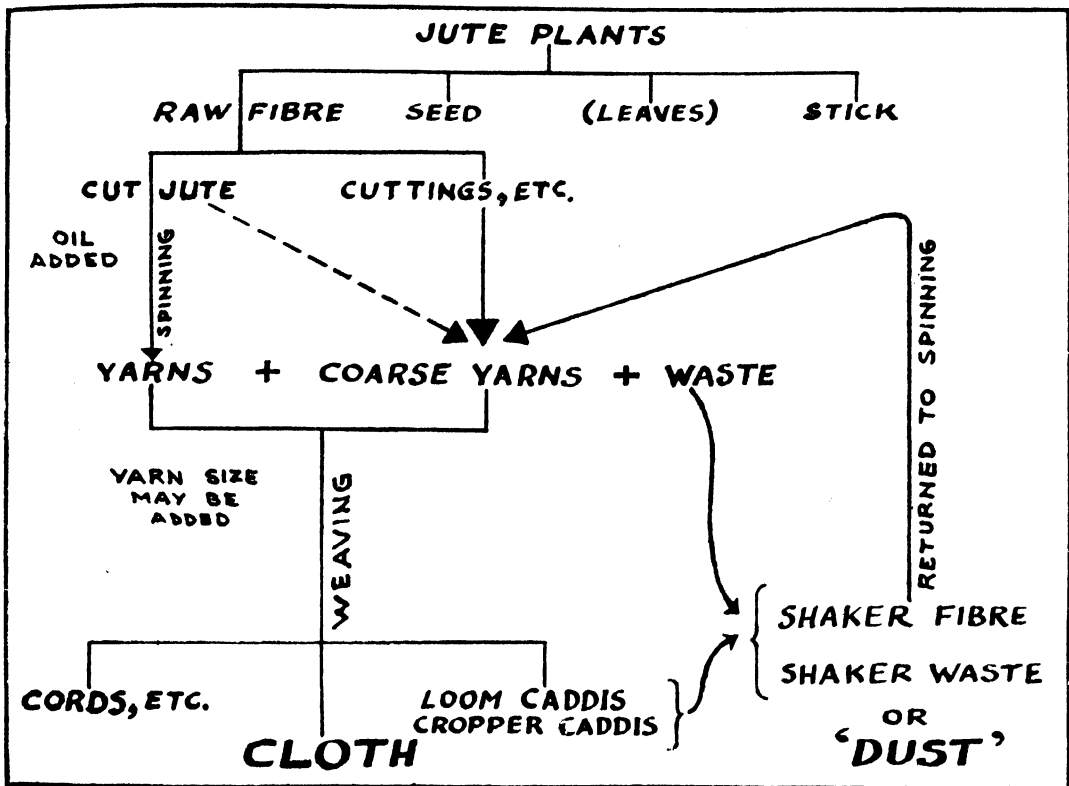 JUTE PLANTS
RAW FIBRE SEED (LEAVES) STICK
CUT JUTE CUTTINGS, ETC.
OIL
ADDED
SPINNING
YARNS + COARSE YARNS + WASTE
RETURNED TO SPINNING
YARN SIZE
MAY BE
ADDED
WEAVING
SHAKER FIBRE
SHAKER WASTE
OR
'DUST'
CORDS, ETC.
LOOM CADDIS
CROPPER CADDIS
CLOTH